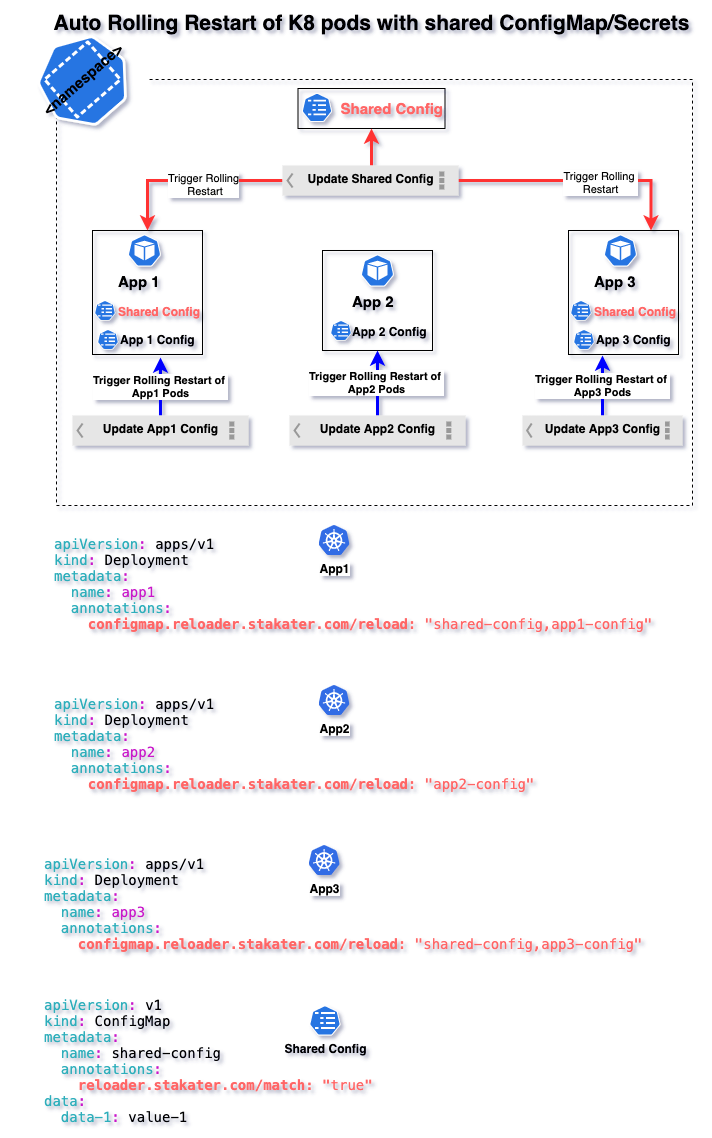 Auto Rolling Restart of K8 pods with shared ConfigMap/Secrets
<namespace>
Shared Config
Update Shared Config
Trigger Rolling
Restart
Trigger Rolling
Restart
App 1
Shared Config
App 1 Config
App 2
App 2 Config
App 3
Shared Config
App 3 Config
Trigger Rolling Restart of
App1 Pods
Trigger Rolling Restart of
App2 Pods
Trigger Rolling Restart of
App3 Pods
Update App1 Config
Update App2 Config
Update App3 Config
apiVersion: apps/v1
kind: Deployment
metadata:
  name: app1
  annotations:
    configmap.reloader.stakater.com/reload: "shared-config,app1-config"
App1
apiVersion: apps/v1
kind: Deployment
metadata:
  name: app2
  annotations:
    configmap.reloader.stakater.com/reload: "app2-config"
App2
apiVersion: apps/v1
kind: Deployment
metadata:
  name: app3
  annotations:
    configmap.reloader.stakater.com/reload: "shared-config,app3-config"
App3
apiVersion: v1
kind: ConfigMap
metadata:
  name: shared-config
  annotations:
    reloader.stakater.com/match: "true"
data:
  data-1: value-1
Shared Config